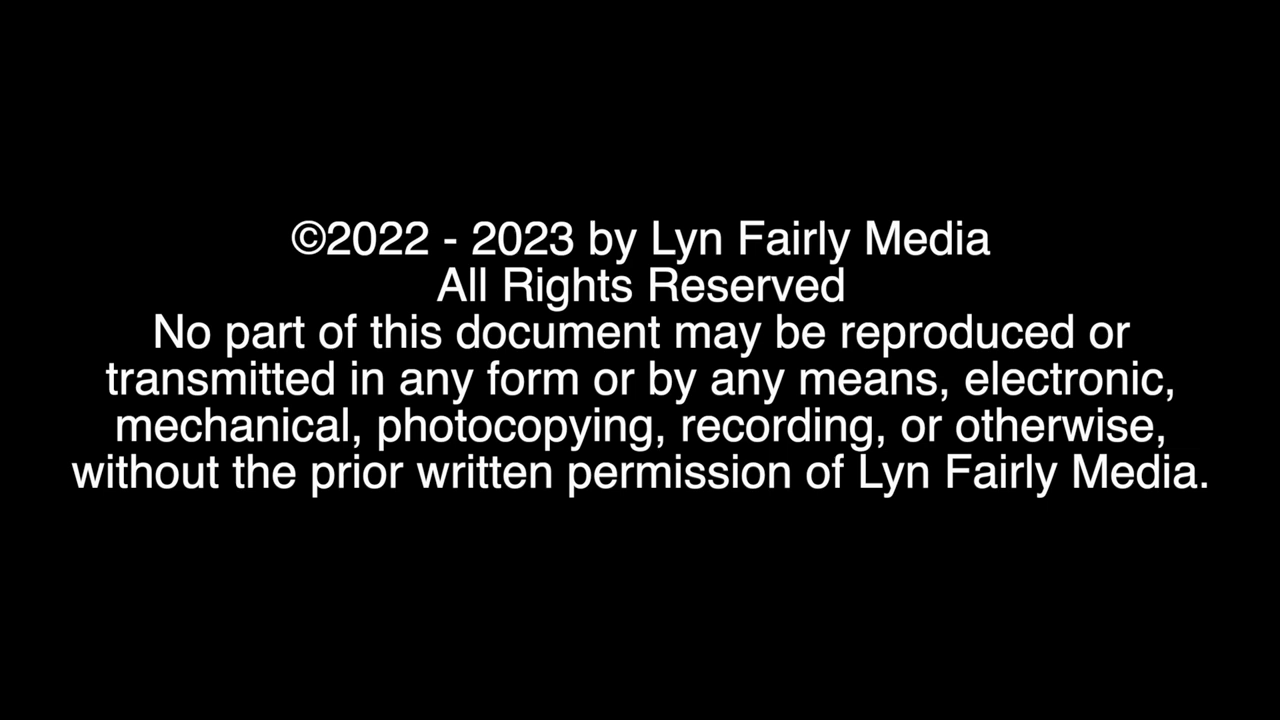 ©2022 - 2023 by Lyn Fairly Media
All Rights Reserved
No part of this document may be reproduced or
transmitted in any form or by any means, electronic,
mechanical, photocopying, recording, or otherwise,
without the prior written permission of Lyn Fairly Media.